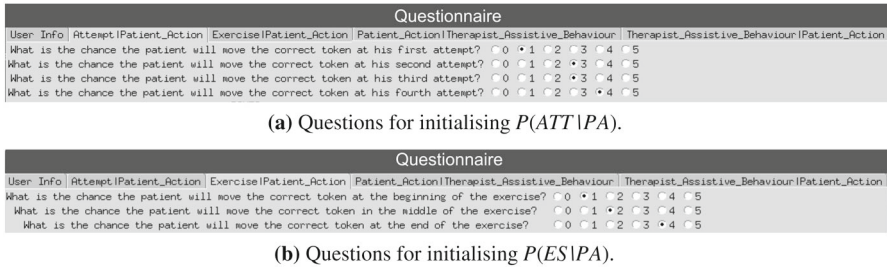 Questionnaire
User Info Attempt|Patient_Action Exercise|Patient_Action Patient_Action|Therapist_Assistive_Behaviour Therapist_Assistive_Behaviour|Patient_Action
What is the chance the patient will move the correct token at his first attempt? 0 1 2 3 4 5
What is the chance the patient will move the correct token at his second attempt? 0 1 2 3 4 5
What is the chance the patient will move the correct token at his third attempt? 0 1 2 3 4 5
What is the chance the patient will move the correct token at his fourth attempt? 0 1 2 3 4 5
(a) Questions for initialising P(ATT|PA).
Questionnaire
User Info Attempt|Patient_Action Exercise|Patient_Action Patient_Action|Therapist_Assistive_Behaviour Therapist_Assistive_Behaviour|Patient_Action
What is the chance the patient will move the correct token at the beginning of the exercise? 0 1 2 3 4 5
What is the chance the patient will move the correct token in the middle of the exercise? 0 1 2 3 4 5
What is the chance the patient will move the correct token at the end of the exercise? 0 1 2 3 4 5
(b) Questions for initialising P(ES|PA).